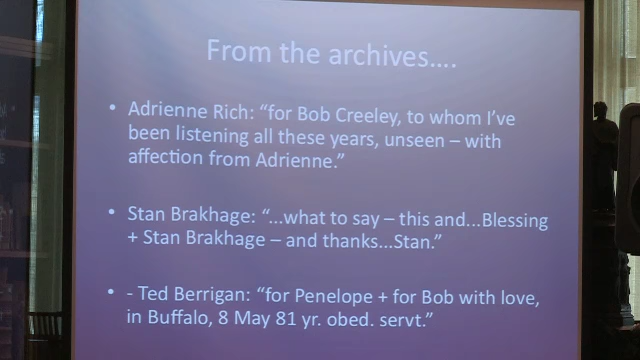 From the archives….
• Adrienne Rich: “for Bob Creeley, to whom I’ve
been listening all these years, unseen – with
affection from Adrienne.”
• Stan Brakhage: “...what to say – this and...Blessing
+ Stan Brakhage – and thanks...Stan.”
• - Ted Berrigan: “for Penelope + for Bob with love,
in Buffalo, 8 May 81 yr. obed. servt.”